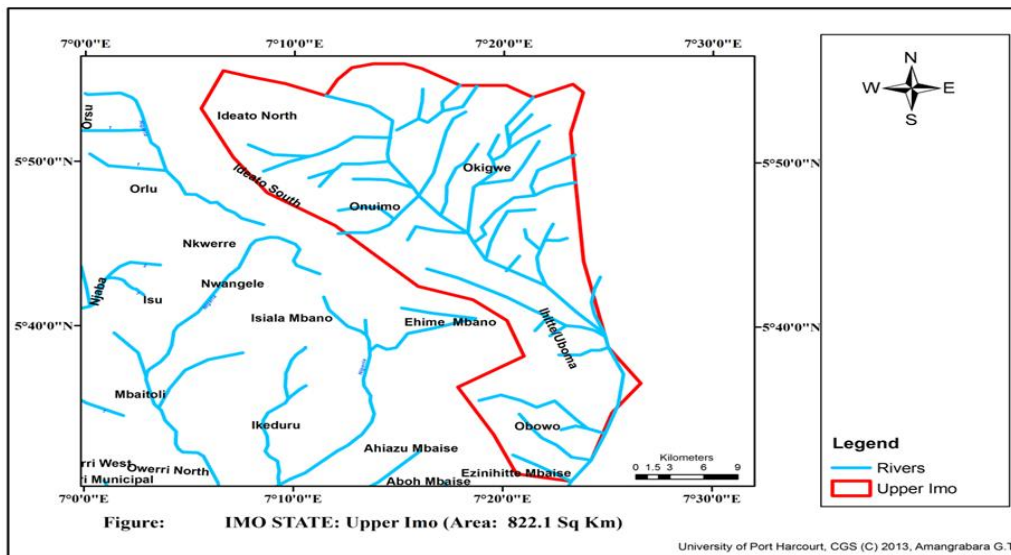 7°0'0"E 7°10'0"E 7°20'0"E 7°30'0"E
N
W E
S
Orsu
Ideato North
5°50'0"N
5°50'0"N
Okigwe
Ideato South
Orlu
Onuimo
Nkwerre
Njaba
Nwangele
Isu
Isiala Mbano
Ehime Mbano
Ihitte/Uboma
5°40'0"N
5°40'0"N
Mbaitoli
Ikeduru
Obowo
Ahiazu Mbaise
Legend
Kilometers
0 1.5 3 6 9
rri West
Owerri North
Ezinihitte Mbaise
Rivers
ri Municipal
Aboh Mbaise
Upper Imo
7°0'0"E 7°10'0"E 7°20'0"E 7°30'0"E
Figure: IMO STATE: Upper Imo (Area: 822.1 Sq Km)
University of Port Harcourt, CGS (C) 2013, Amangrabara G.T